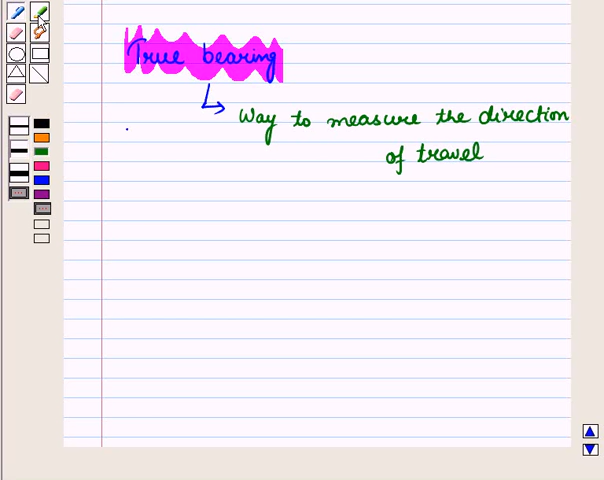 True bearing
Way to measure the direction
of travel